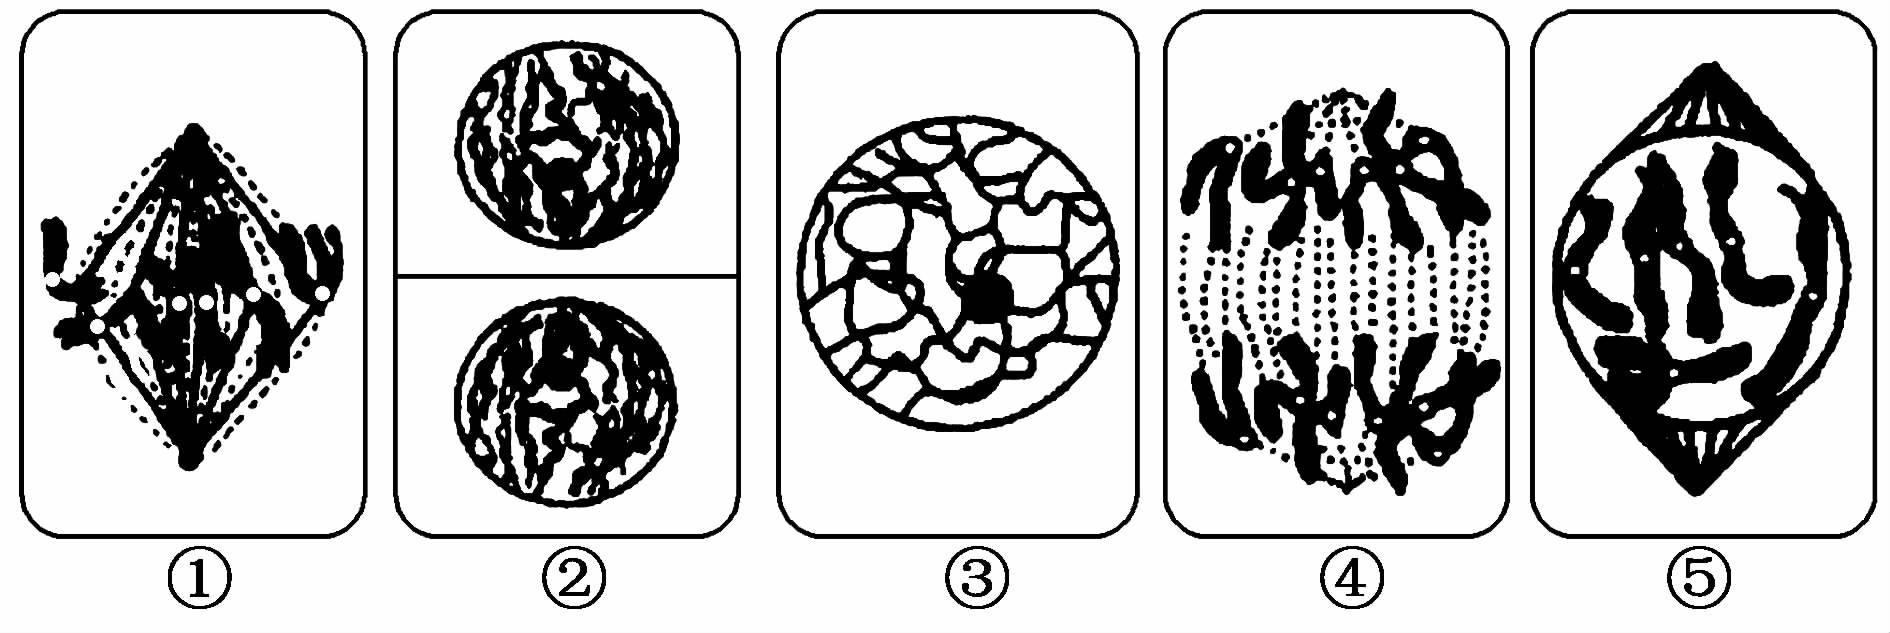 ① ② ③ ④ ⑤